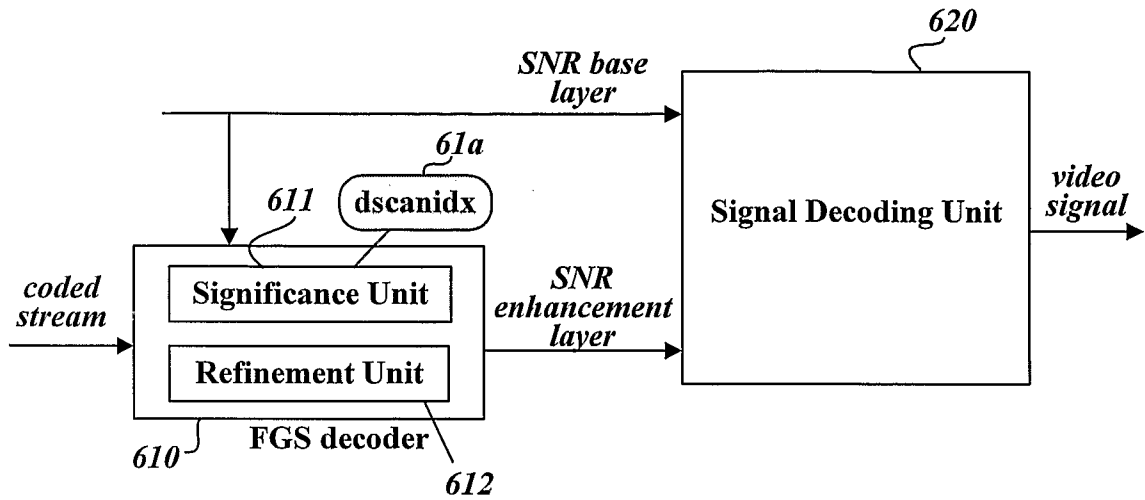 620
SNR base
layer
61a
611
dscanidx
video
signal
Signal Decoding Unit
coded
stream
Significance Unit
SNR
enhancement
layer
Refinement Unit
610
FGS decoder
612